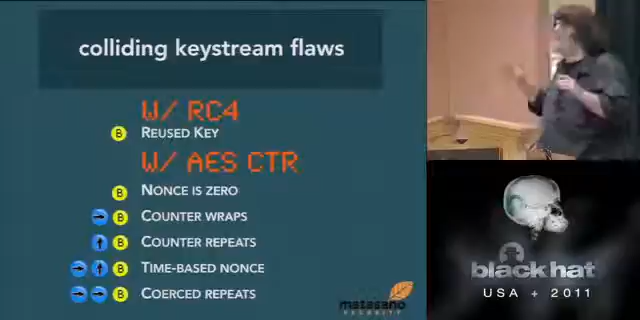 colliding keystream flaws
W/ RC4
B REUSED KEY
W/ AES CTR
B NONCE IS ZERO
B COUNTER WRAPS
B COUNTER REPEATS
B TIME-BASED NONCE
B COERCED REPEATS
matasano
SECURITY
black hat
USA + 2011